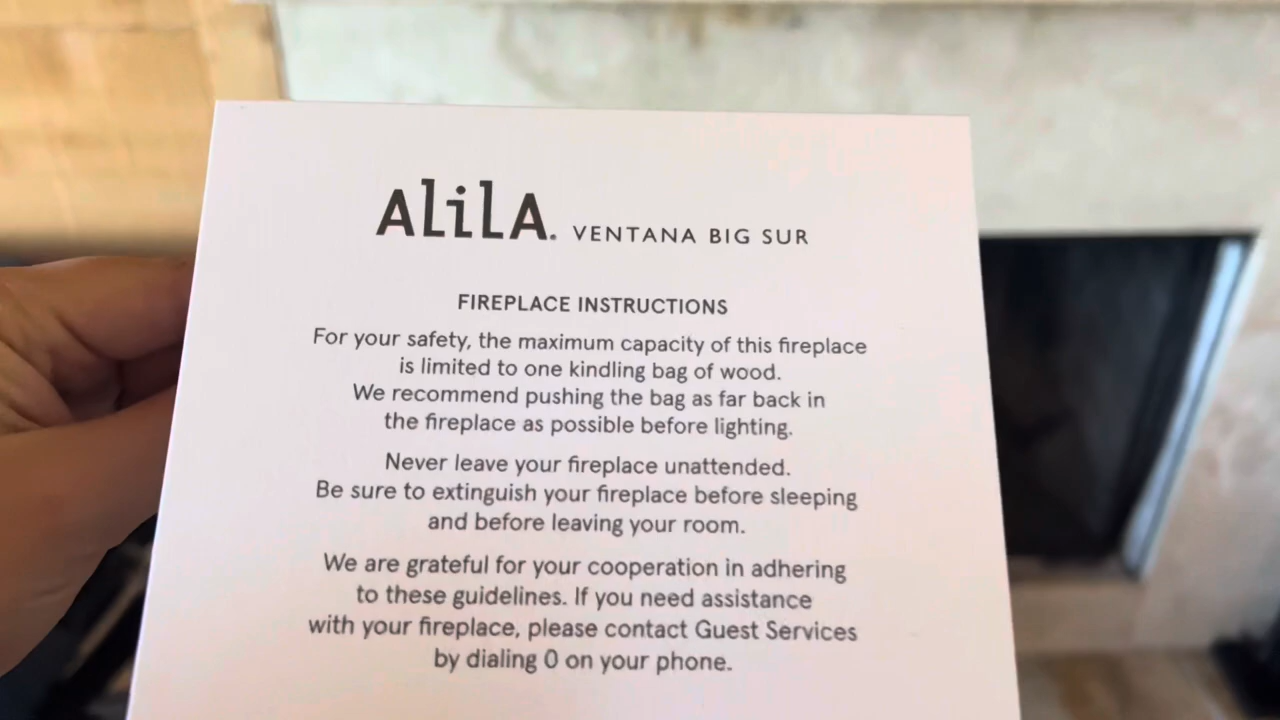 ALiLA. VENTANA BIG SUR
FIREPLACE INSTRUCTIONS
For your safety, the maximum capacity of this fireplace
is limited to one kindling bag of wood.
We recommend pushing the bag as far back in
the fireplace as possible before lighting.
Never leave your fireplace unattended.
Be sure to extinguish your fireplace before sleeping
and before leaving your room.
We are grateful for your cooperation in adhering
to these guidelines. If you need assistance
with your fireplace, please contact Guest Services
by dialing 0 on your phone.